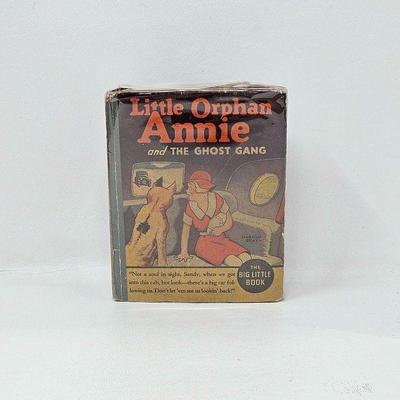 Little Orphan
Annie
and THE GHOST GANG
HAROLD
GRAY
"Not a soul in sight, Sandy, when we got
into this cab, but look—there's a big car fol-
lowing us. Don't let 'em see us lookin' back!"
THE
BIG LITTLE
BOOK